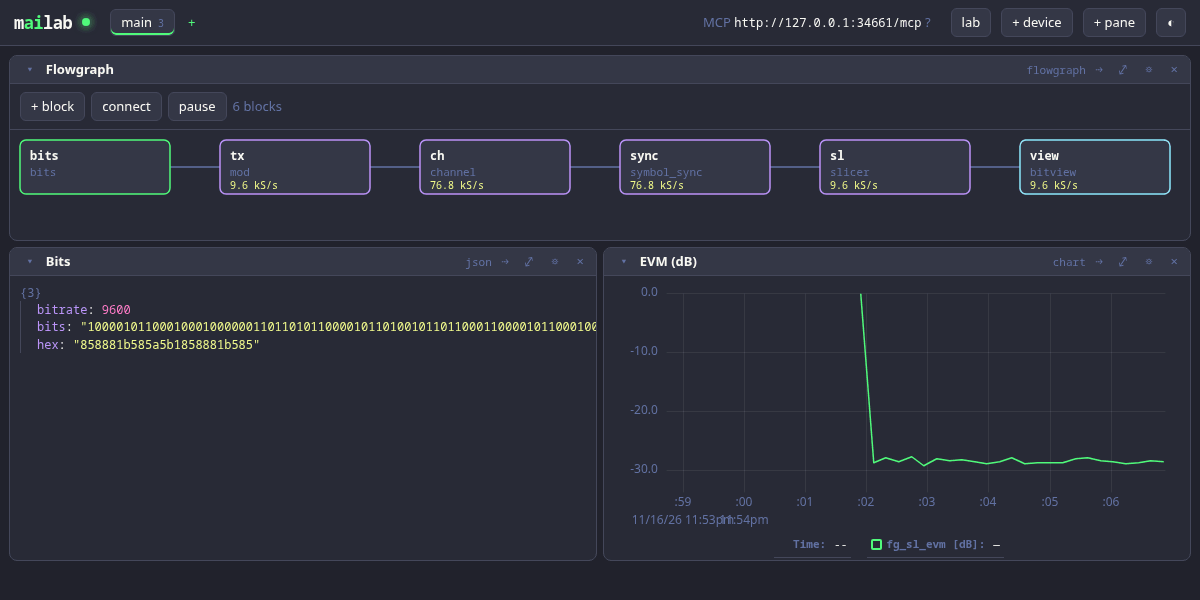 mailab
main 3 +
MCP http://127.0.0.1:34661/mcp ?
lab
+ device
+ pane
Flowgraph
flowgraph
+ block
connect
pause
6 blocks
bits
bits
tx
mod
9.6 kS/s
ch
channel
76.8 kS/s
sync
symbol_sync
76.8 kS/s
sl
slicer
9.6 kS/s
view
bitview
9.6 kS/s
Bits
json
{3}
bitrate: 9600
hex: "858881b585a5b1858881b585"
EVM (dB)
chart
0.0
-10.0
-20.0
-30.0
:59 :00 :01 :02 :03 :04 :05 :06
11/16/26 11:53pm 11:54pm
Time: --
fg_sl_evm [dB]: —